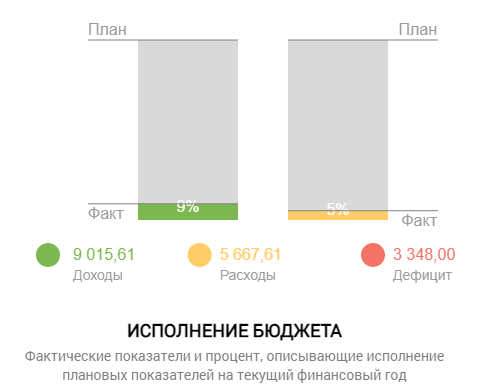 План План
9% 5%
Факт Факт
9 015,61 5 667,61 3 348,00
Доходы Расходы Дефицит
ИСПОЛНЕНИЕ БЮДЖЕТА
Фактические показатели и процент, описывающие исполнение
плановых показателей на текущий финансовый год